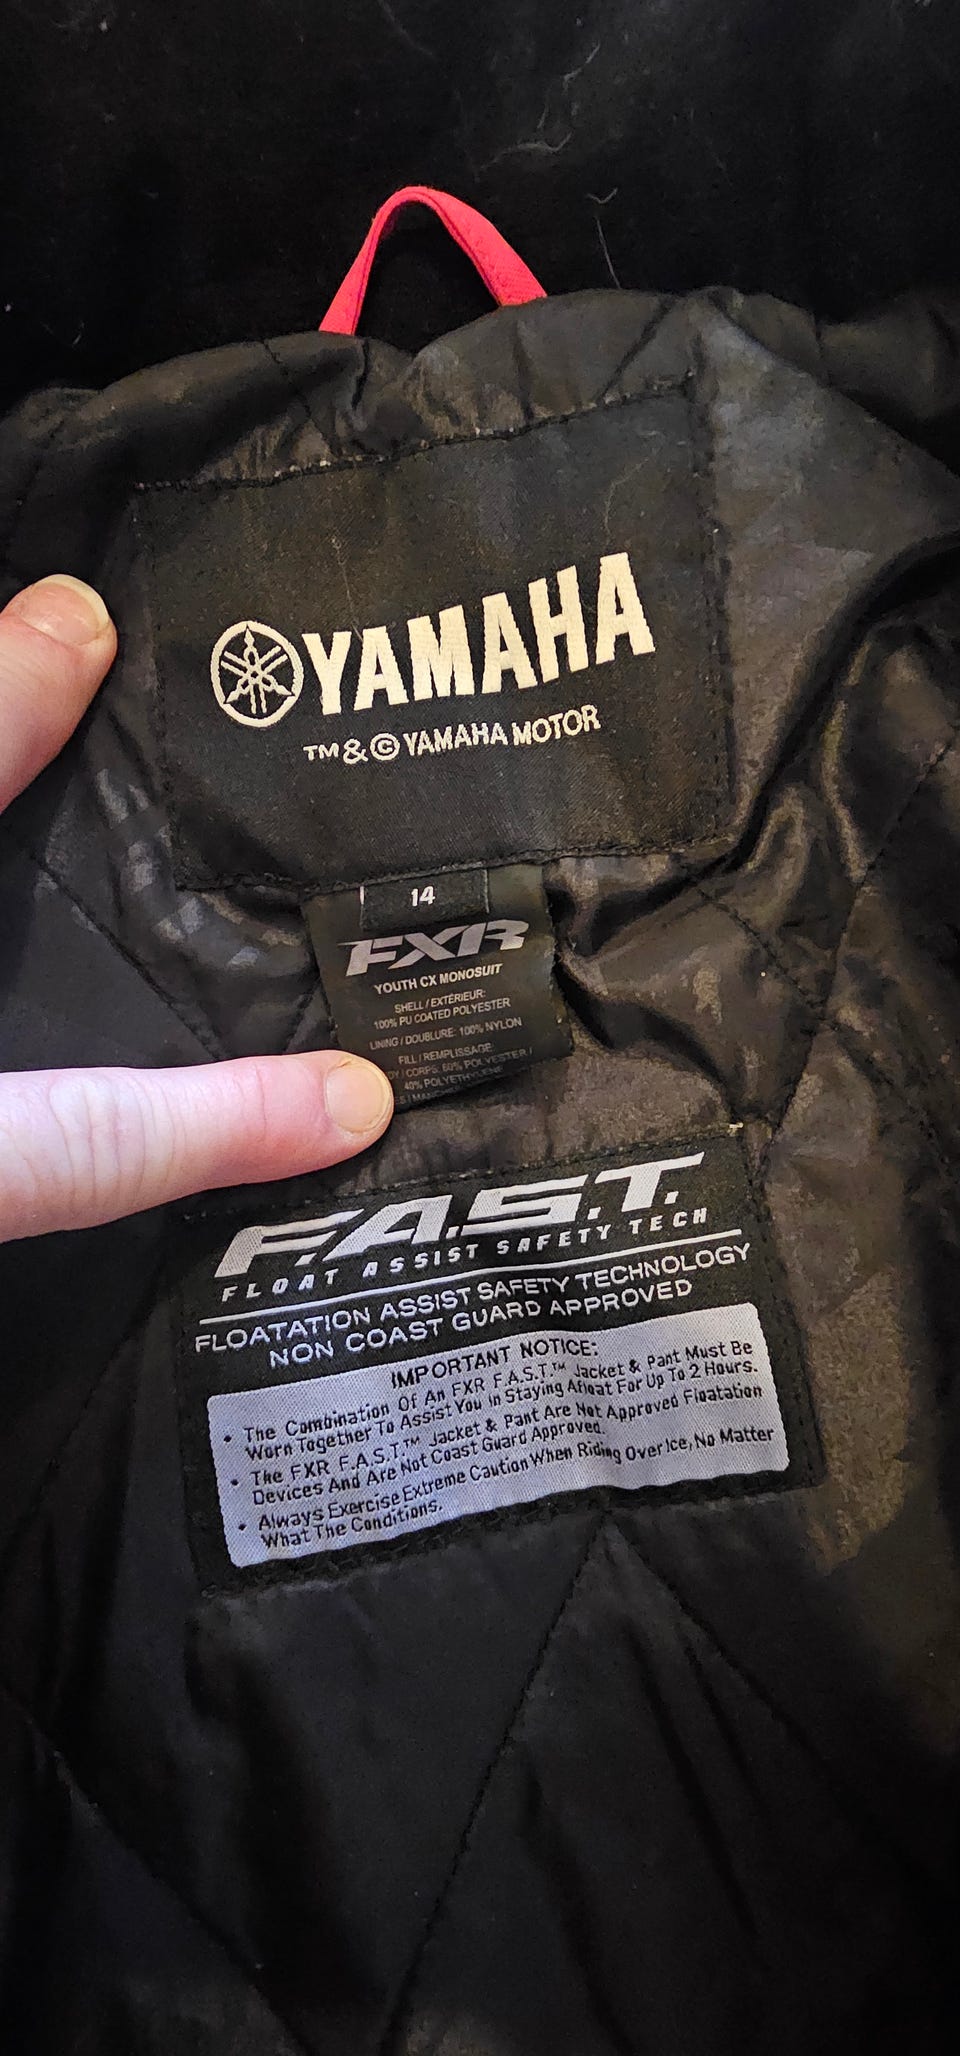 YAMAHA
TM & © YAMAHA MOTOR
14
FXR
YOUTH CX MONOSUIT
SHELL / EXTÉRIEUR:
100% PU COATED POLYESTER
LINING / DOUBLURE: 100% NYLON
FILL / REMPLISSAGE:
/ CORPS: 60% POLYESTER /
40% POLYETHYLENE
F.A.S.T.
FLOAT ASSIST SAFETY TECH
FLOATATION ASSIST SAFETY TECHNOLOGY
NON COAST GUARD APPROVED
IMPORTANT NOTICE:
• The Combination Of An FXR F.A.S.T.™ Jacket & Pant Must Be
Worn Together To Assist You In Staying Afloat For Up To 2 Hours.
• The FXR F.A.S.T.™ Jacket & Pant Are Not Approved Floatation
Devices And Are Not Coast Guard Approved.
• Always Exercise Extreme Caution When Riding Over Ice, No Matter
What The Conditions.